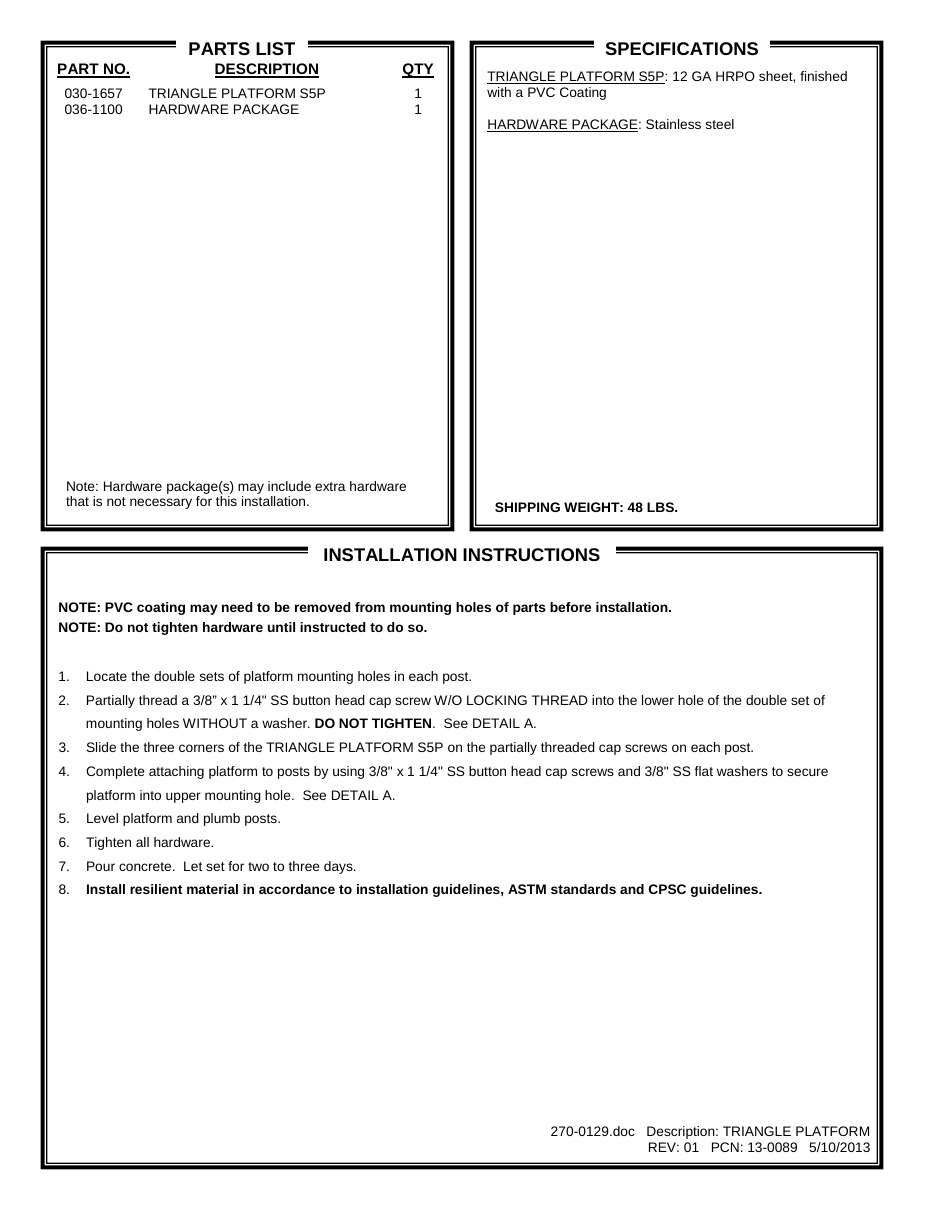 PARTS LIST
PART NO. DESCRIPTION QTY
030-1657 TRIANGLE PLATFORM S5P 1
036-1100 HARDWARE PACKAGE 1
Note: Hardware package(s) may include extra hardware
that is not necessary for this installation.
SPECIFICATIONS
TRIANGLE PLATFORM S5P: 12 GA HRPO sheet, finished
with a PVC Coating
HARDWARE PACKAGE: Stainless steel
SHIPPING WEIGHT: 48 LBS.
INSTALLATION INSTRUCTIONS
NOTE: PVC coating may need to be removed from mounting holes of parts before installation.
NOTE: Do not tighten hardware until instructed to do so.
1. Locate the double sets of platform mounting holes in each post.
2. Partially thread a 3/8” x 1 1/4" SS button head cap screw W/O LOCKING THREAD into the lower hole of the double set of
mounting holes WITHOUT a washer. DO NOT TIGHTEN. See DETAIL A.
3. Slide the three corners of the TRIANGLE PLATFORM S5P on the partially threaded cap screws on each post.
4. Complete attaching platform to posts by using 3/8" x 1 1/4" SS button head cap screws and 3/8" SS flat washers to secure
platform into upper mounting hole. See DETAIL A.
5. Level platform and plumb posts.
6. Tighten all hardware.
7. Pour concrete. Let set for two to three days.
8. Install resilient material in accordance to installation guidelines, ASTM standards and CPSC guidelines.
270-0129.doc Description: TRIANGLE PLATFORM
REV: 01 PCN: 13-0089 5/10/2013